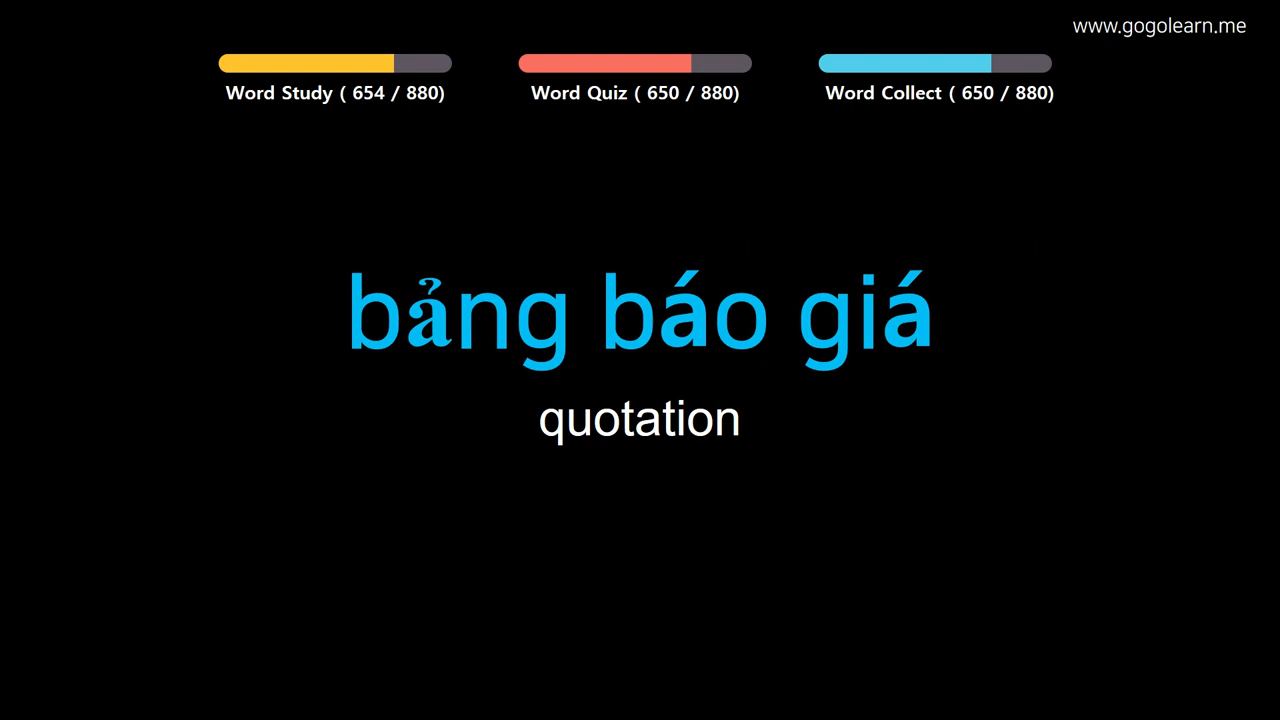 www.gogolearn.me
Word Study ( 654 / 880)
Word Quiz ( 650 / 880)
Word Collect ( 650 / 880)
bảng báo giá
quotation